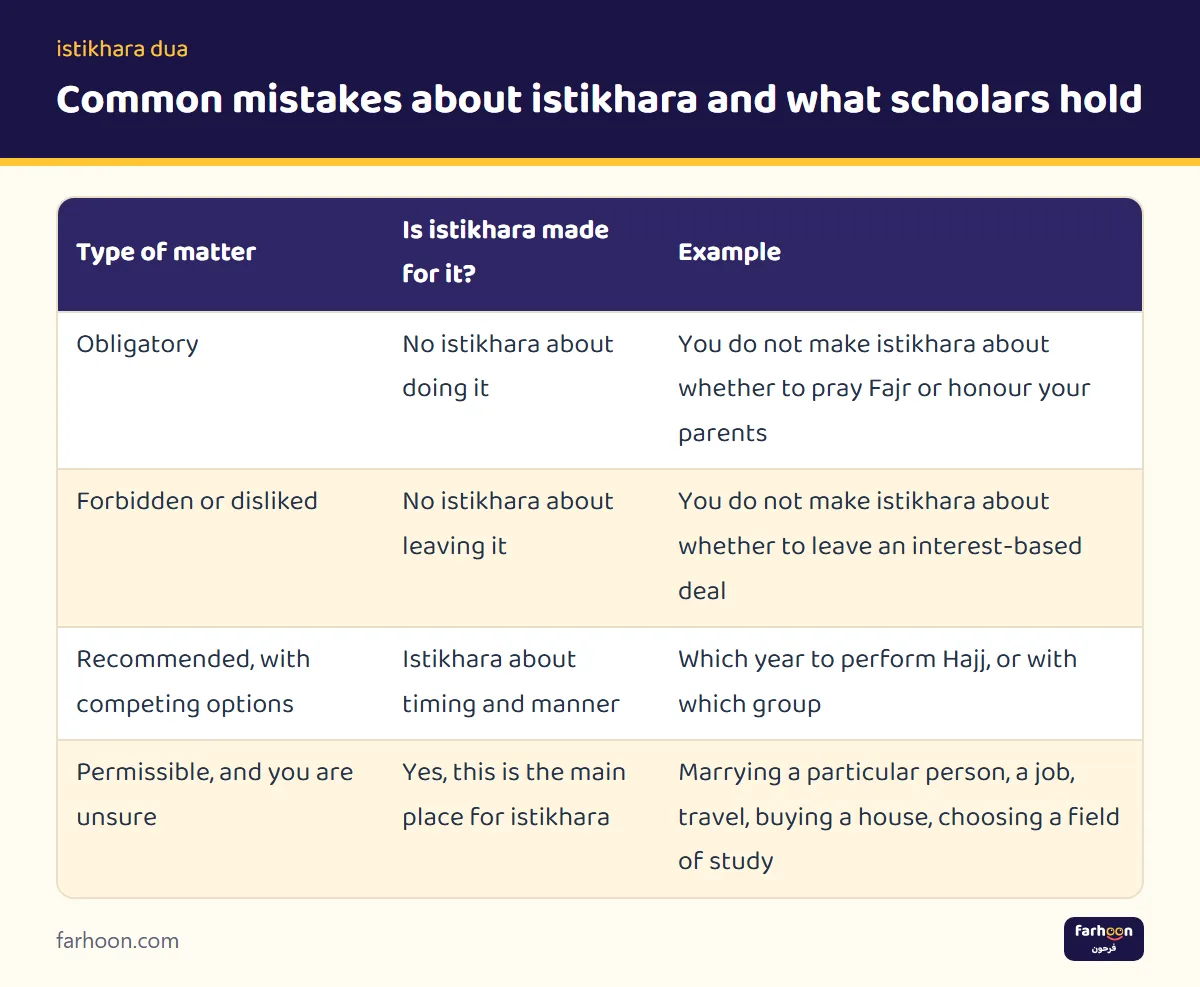 istikhara dua
Common mistakes about istikhara and what scholars hold
Type of matter
Is istikhara made
for it?
Example
Obligatory
No istikhara about
doing it
You do not make istikhara about
whether to pray Fajr or honour your
parents
Forbidden or disliked
No istikhara about
leaving it
You do not make istikhara about
whether to leave an interest-based
deal
Recommended, with
competing options
Istikhara about
timing and manner
Which year to perform Hajj, or with
which group
Permissible, and you are
unsure
Yes, this is the main
place for istikhara
Marrying a particular person, a job,
travel, buying a house, choosing a field
of study
farhoon.com
farhoon
فرحون